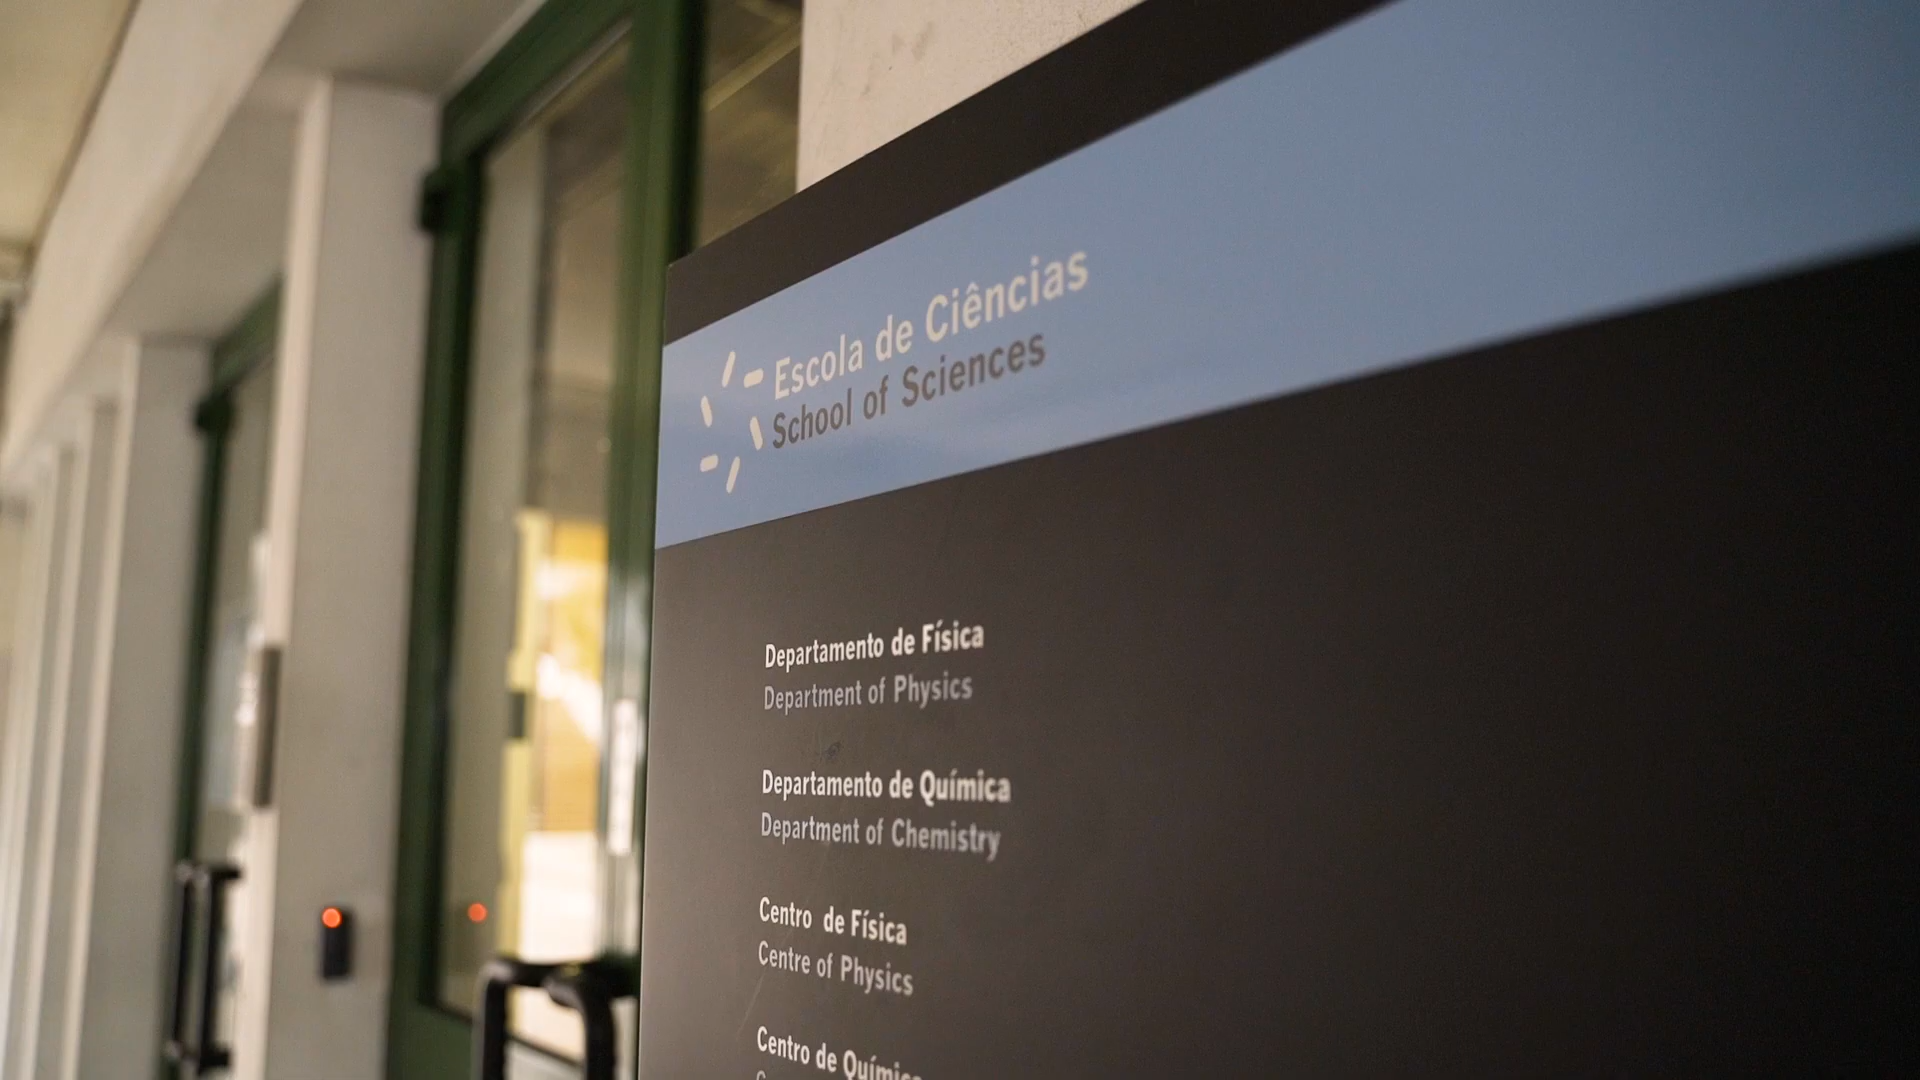 Escola de Ciências
School of Sciences
Departamento de Física
Department of Physics
Departamento de Química
Department of Chemistry
Centro de Física
Centre of Physics
Centro de Química